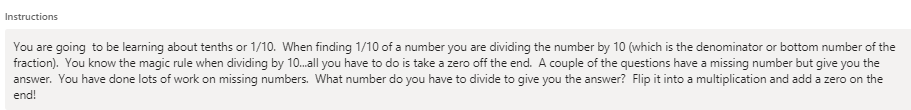 Instructions
You are going  to be learning about tenths or 1/10.  When finding 1/10 of a number you are dividing the number by 10 (which is the denominator or bottom number of the
fraction).  You know the magic rule when dividing by 10...all you have to do is take a zero off the end.  A couple of the questions have a missing number but give you the
answer.  You have done lots of work on missing numbers.  What number do you have to divide to give you the answer?  Flip it into a multiplication and add a zero on the
end!